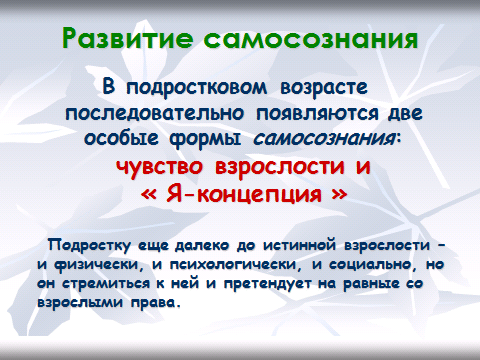 Развитие самосознания
В подростковом возрасте
последовательно появляются две
особые формы самосознания:
чувство взрослости и
« Я-концепция »
Подростку еще далеко до истинной взрослости –
и физически, и психологически, и социально, но
он стремиться к ней и претендует на равные со
взрослыми права.